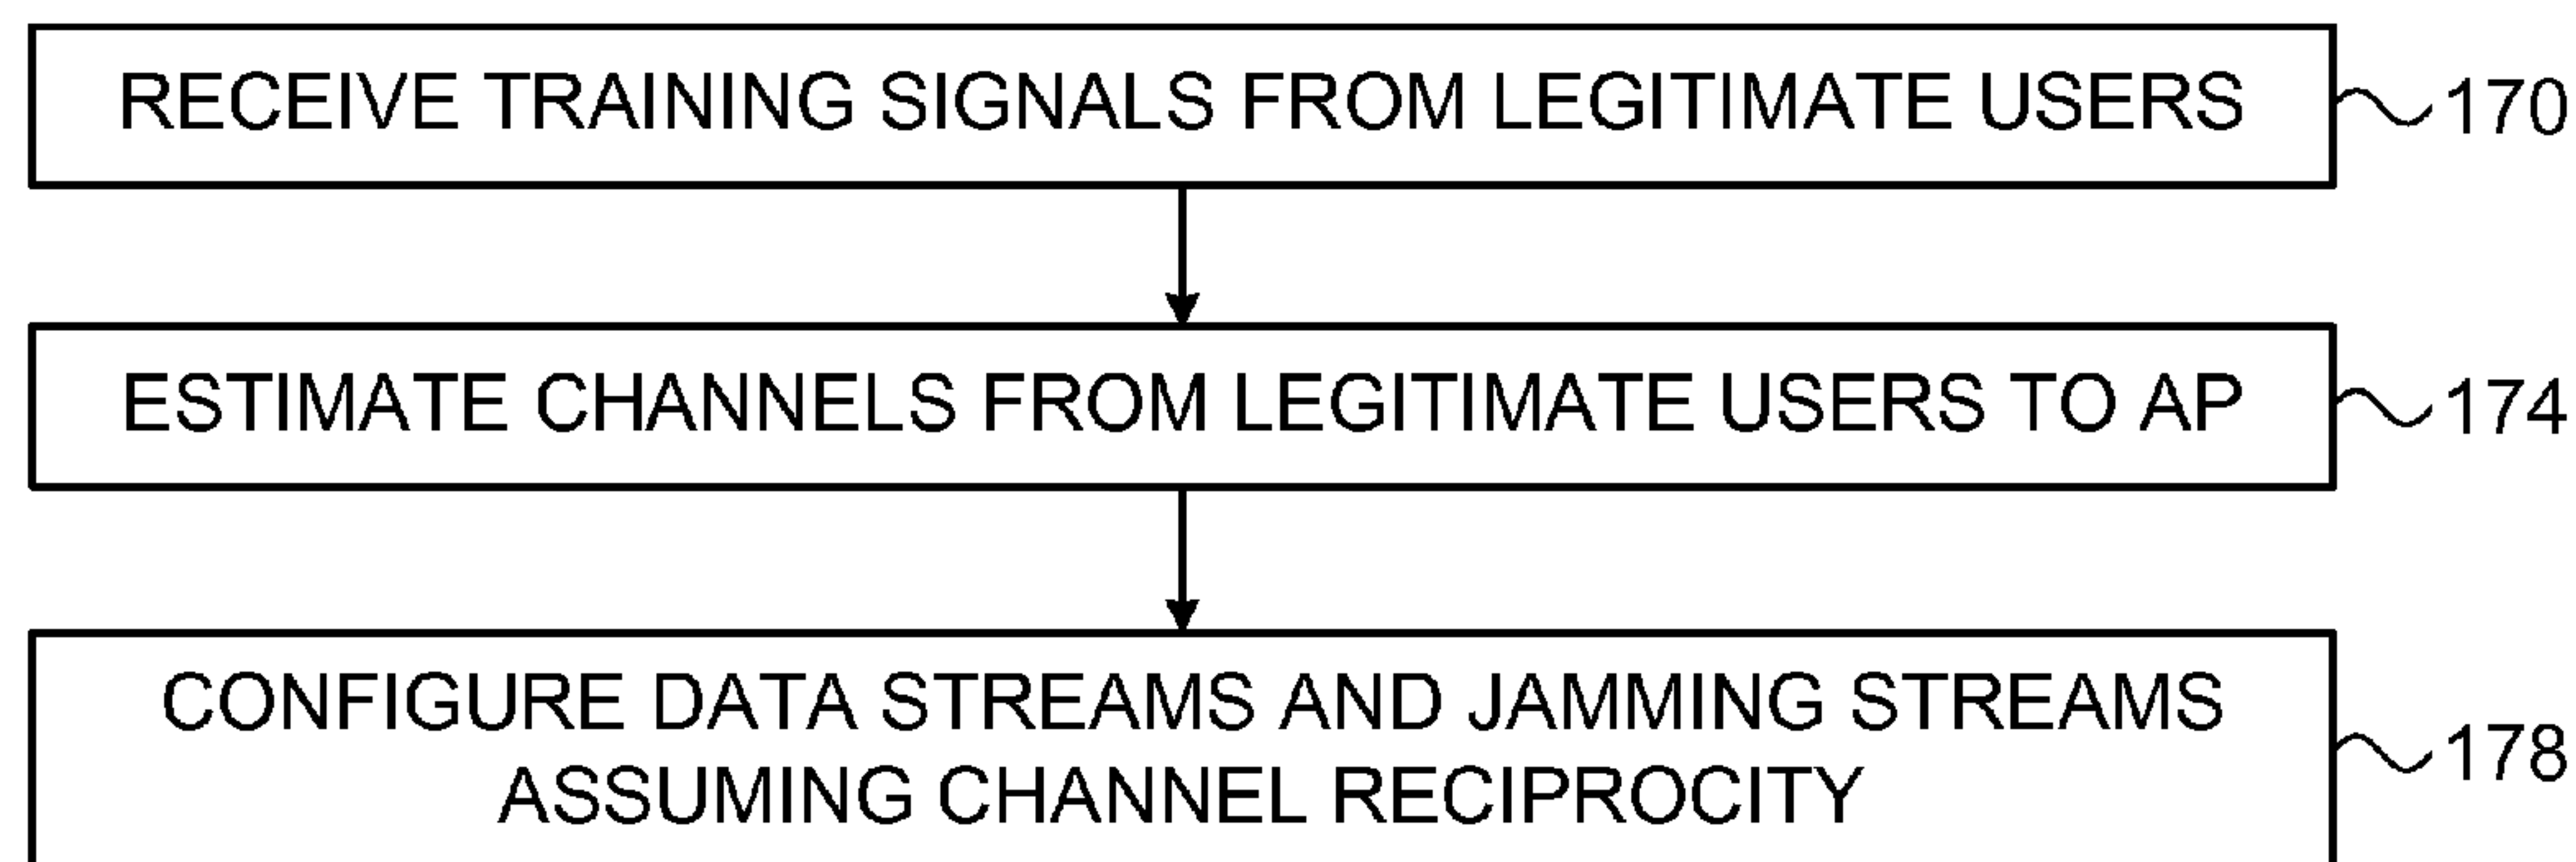 RECEIVE TRAINING SIGNALS FROM LEGITIMATE USERS 170
ESTIMATE CHANNELS FROM LEGITIMATE USERS TO AP 174
CONFIGURE DATA STREAMS AND JAMMING STREAMS
ASSUMING CHANNEL RECIPROCITY
178